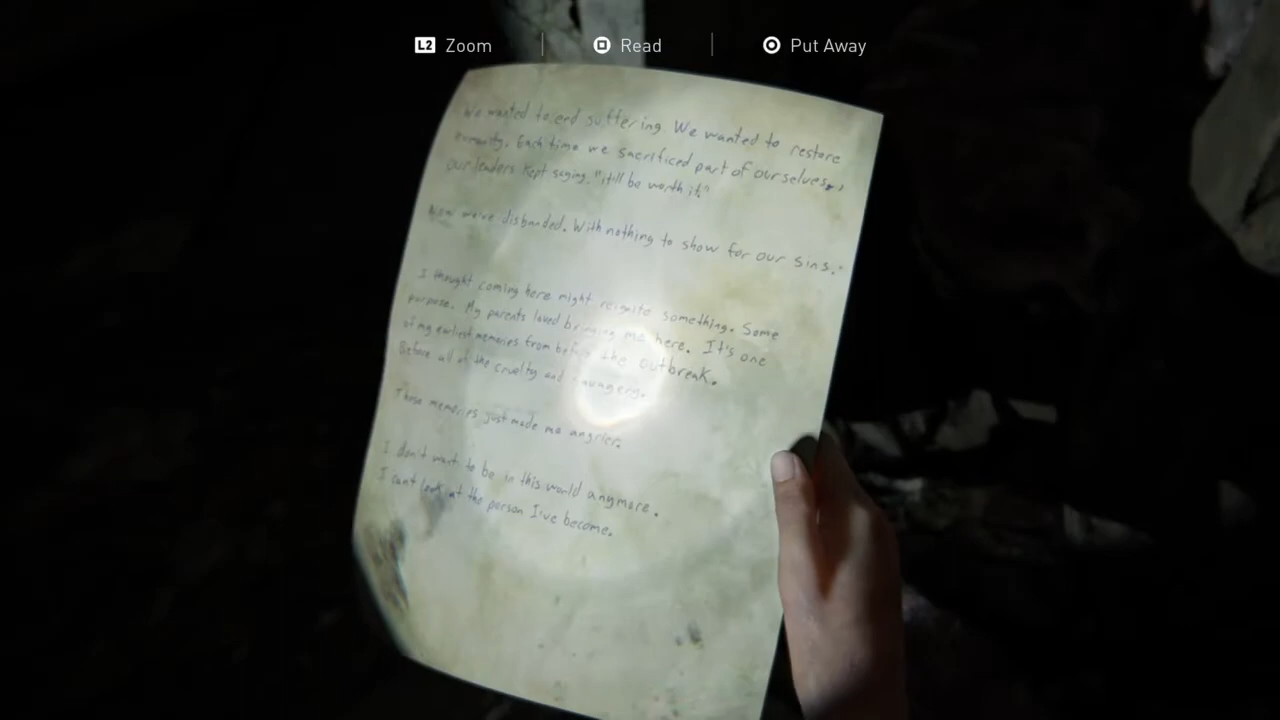 L2 Zoom
Read
Put Away
We wanted to end suffering. We wanted to restore
humanity. Each time we sacrificed part of ourselves,
our leaders kept saying, "it'll be worth it."
Now we've disbanded. With nothing to show for our sins.
I thought coming here might reignite something. Some
purpose. My parents loved bringing me here. It's one
of my earliest memories from before the outbreak.
Before all of the cruelty and savagery.
Those memories just made me angrier.
I don't want to be in this world anymore.
I can't look at the person I've become.